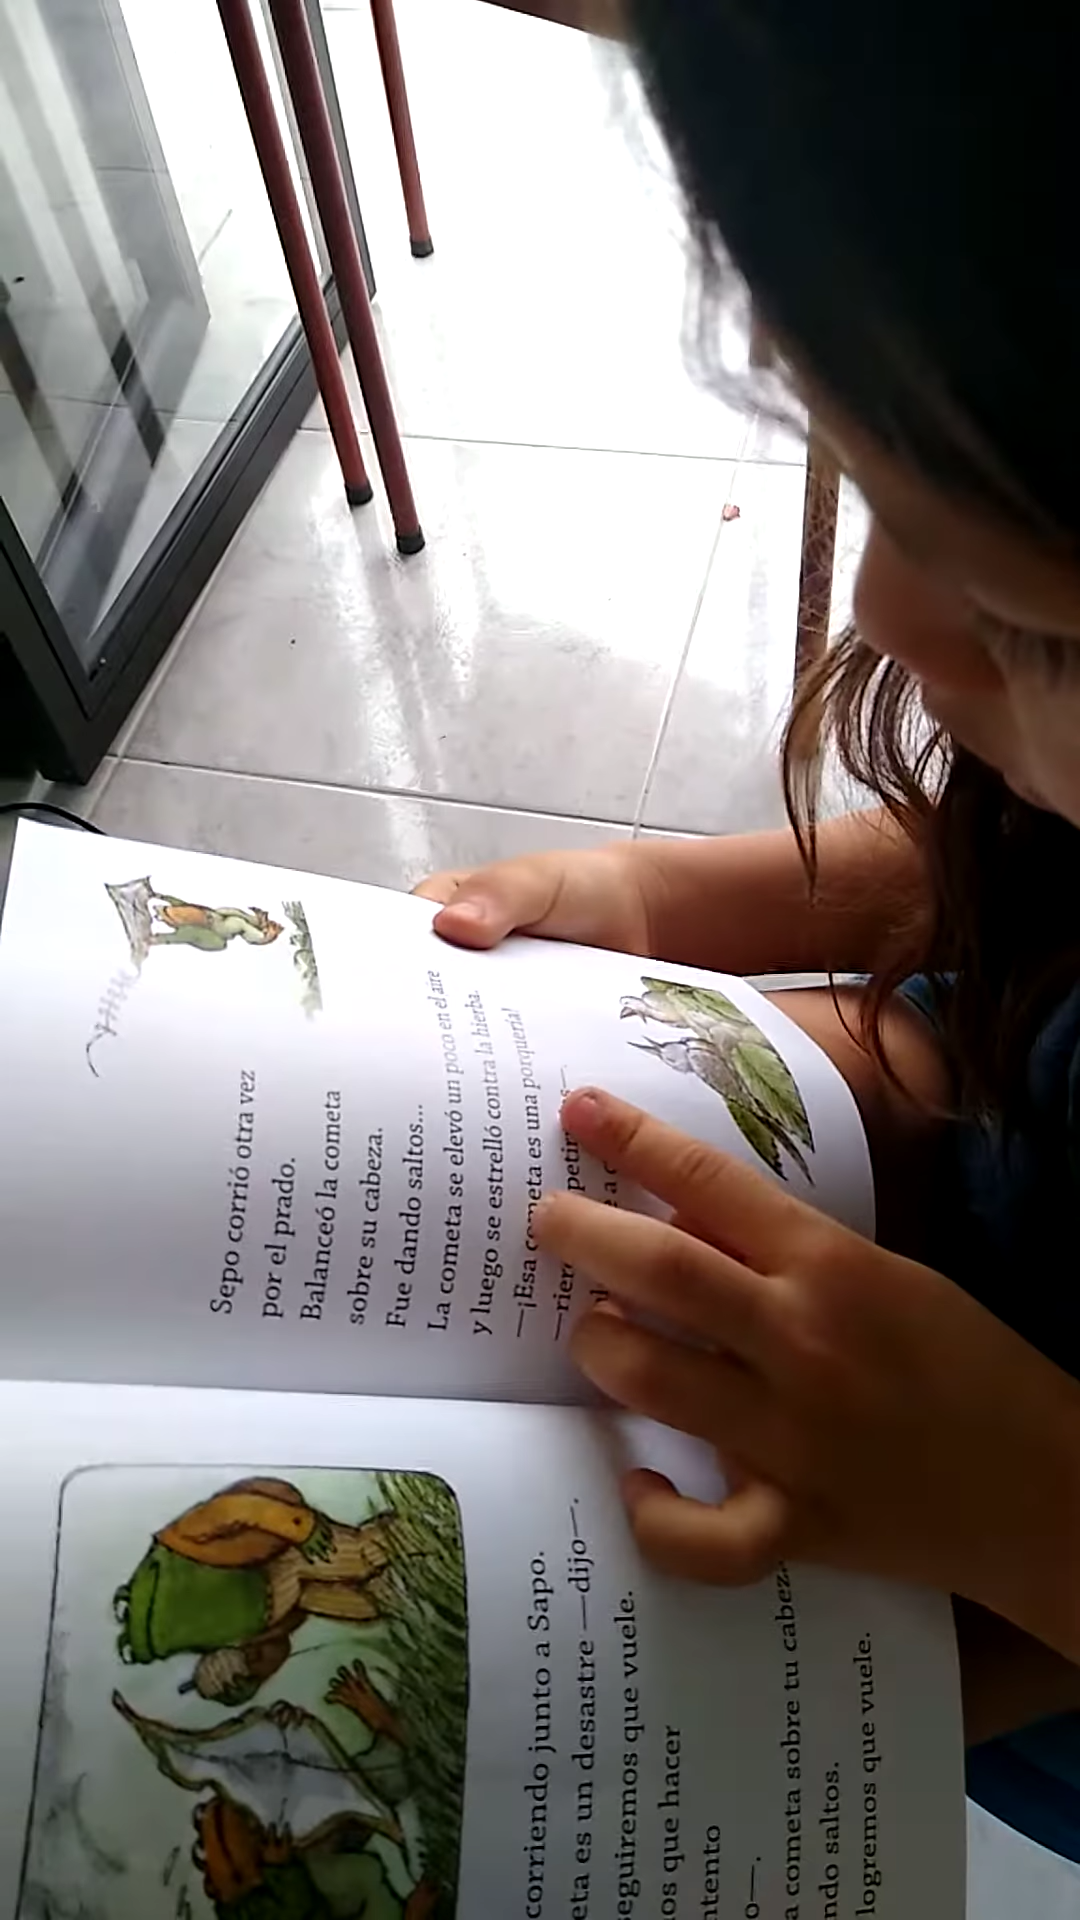 corriendo junto a Sapo.
eta es un desastre —dijo—.
seguiremos que vuele.
os que hacer
ntento
o—.
a cometa sobre tu cabez
ndo saltos.
logremos que vuele.
Sepo corrió otra vez
por el prado.
Balanceó la cometa
sobre su cabeza.
Fue dando saltos...
La cometa se elevó un poco en el aire
y luego se estrelló contra la hierba.
—¡Esa cometa es una porquería!
—rier petir s—.
e a c